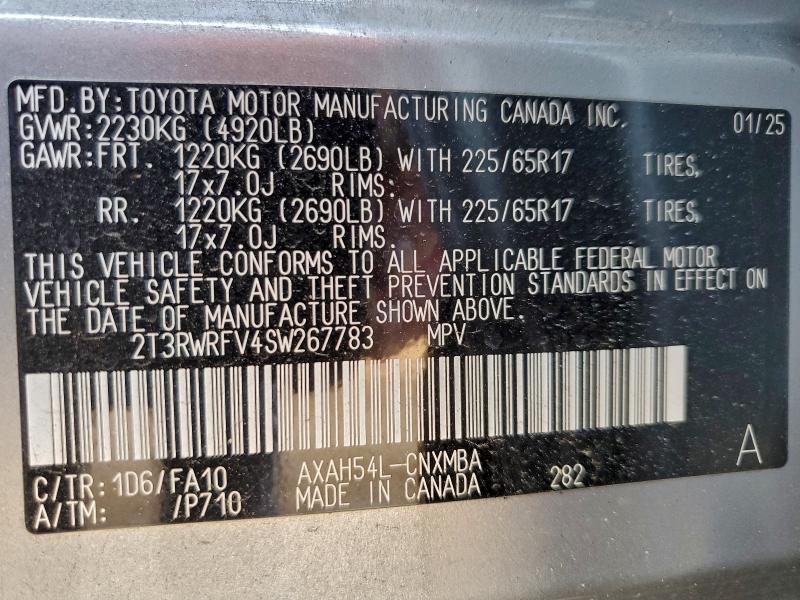 MFD.BY:TOYOTA MOTOR MANUFACTURING CANADA INC. 01/25
GVWR:2230KG (4920LB)
GAWR:FRT. 1220KG (2690LB) WITH 225/65R17 TIRES,
17x7.0J RIMS.
RR. 1220KG (2690LB) WITH 225/65R17 TIRES,
17x7.0J RIMS.
THIS VEHICLE CONFORMS TO ALL APPLICABLE FEDERAL MOTOR
VEHICLE SAFETY AND THEFT PREVENTION STANDARDS IN EFFECT ON
THE DATE OF MANUFACTURE SHOWN ABOVE.
2T3RWRFV4SW267783 MPV
C/TR:1D6/FA10 AXAH54L-CNXMBA 282 A
A/TM: /P710 MADE IN CANADA